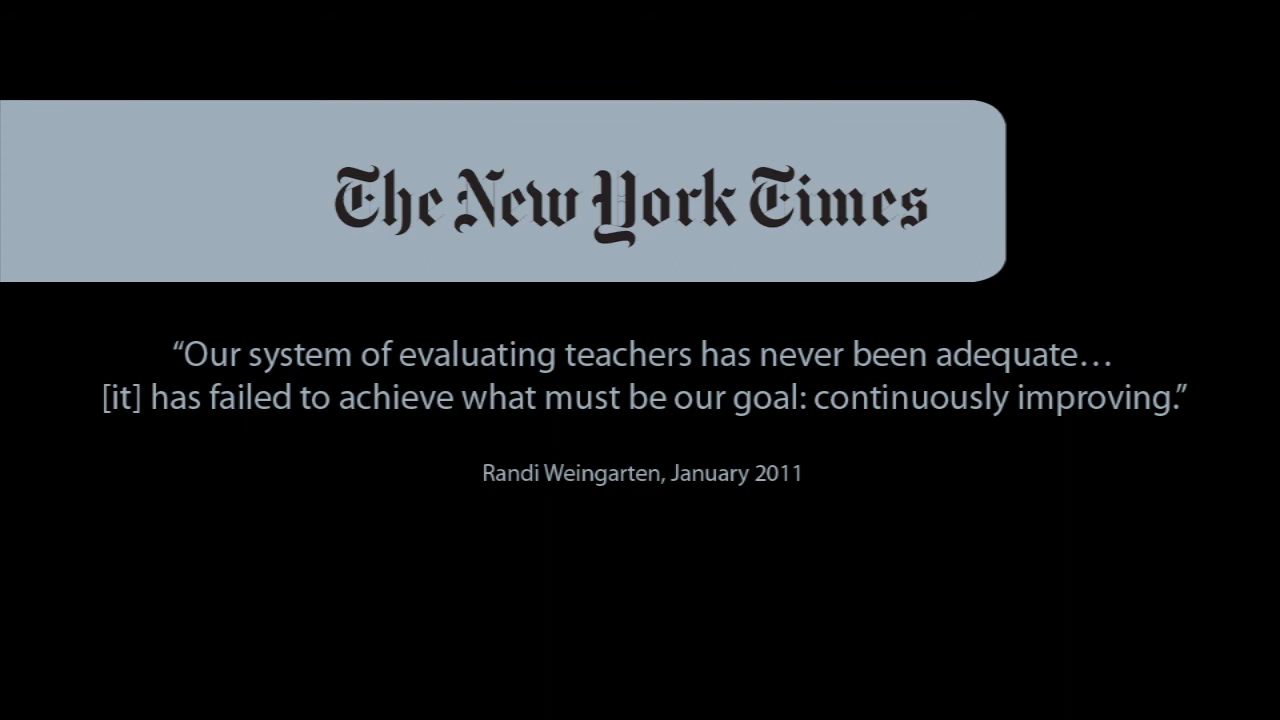 The New York Times
“Our system of evaluating teachers has never been adequate…
[it] has failed to achieve what must be our goal: continuously improving.”
Randi Weingarten, January 2011